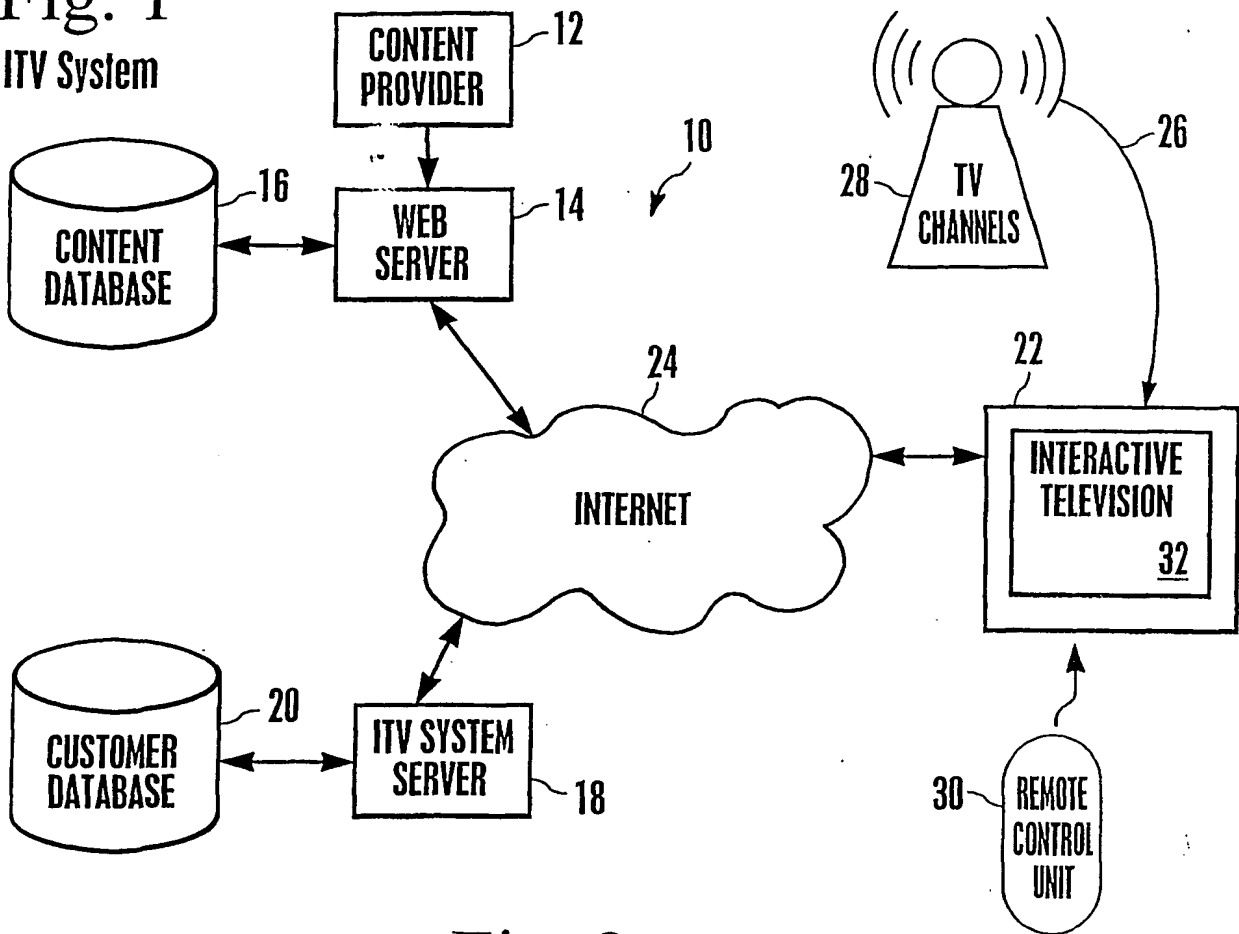 Fig. 1
ITV System
CONTENT
PROVIDER
12
10
26
28
TV
CHANNELS
16
CONTENT
DATABASE
14
WEB
SERVER
24
INTERNET
22
INTERACTIVE
TELEVISION
32
20
CUSTOMER
DATABASE
ITV SYSTEM
SERVER
18
30
REMOTE
CONTROL
UNIT